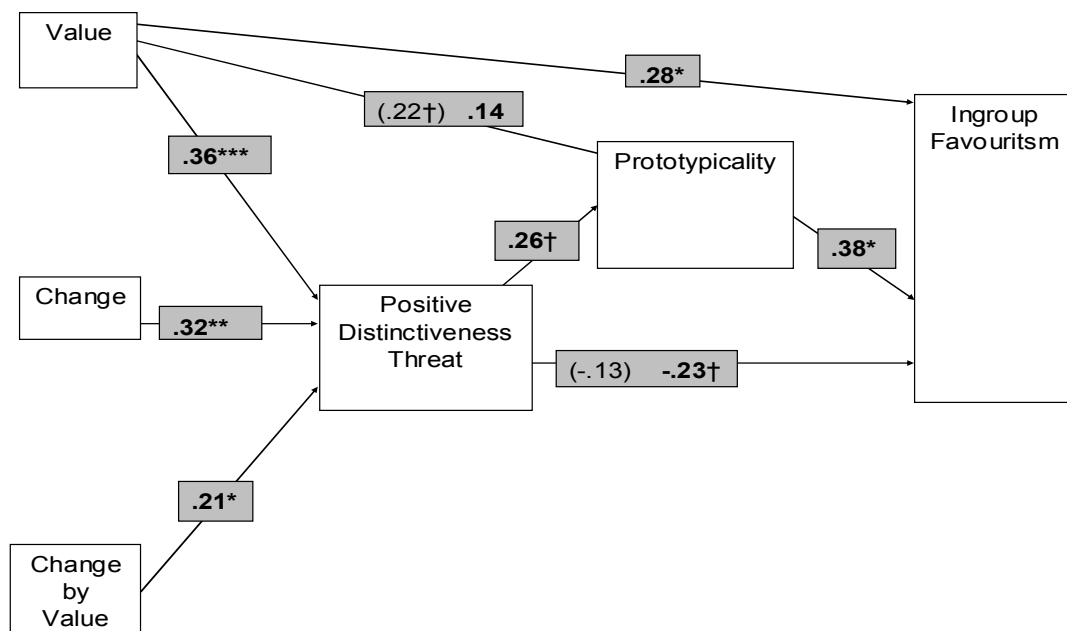 Value
.28*
(.22†) .14
Ingroup
Favouritsm
.36***
Prototypicality
.26†
.38*
Change
.32**
Positive
Distinctiveness
Threat
(-.13) -.23†
.21*
Change
by
Value